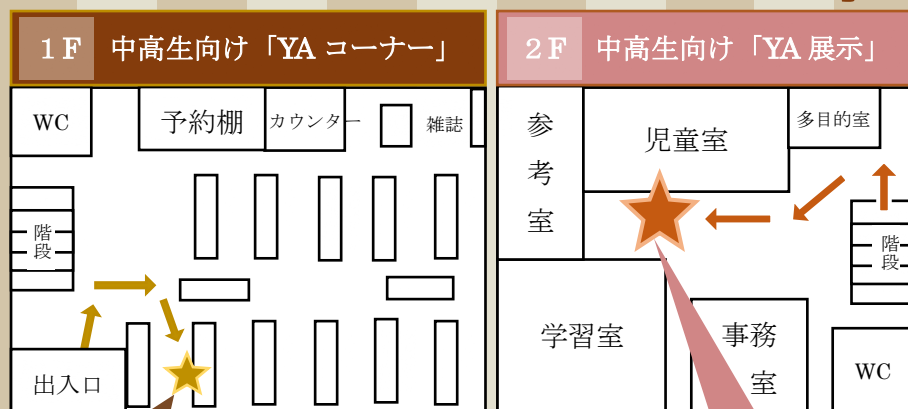 1F 中高生向け「YA コーナー」
WC
予約棚
カウンター
雑誌
階段
出入口
2F 中高生向け「YA 展示」
参考室
児童室
多目的室
階段
学習室
事務室
WC